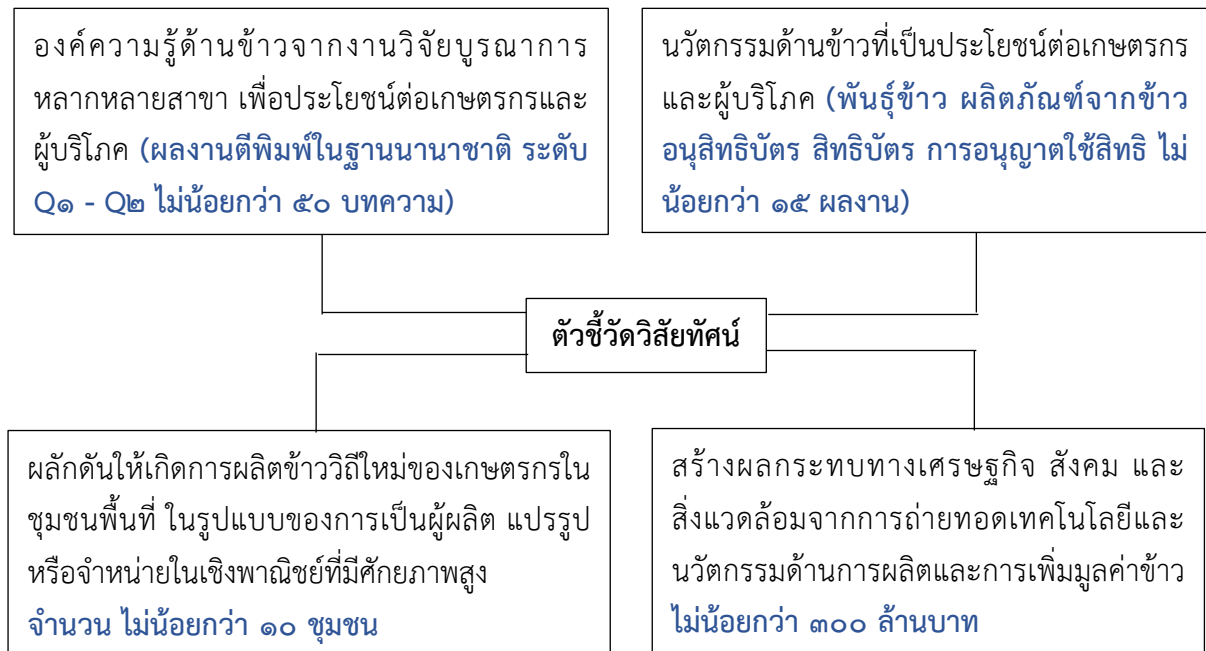 องค์ความรู้ด้านข้าวจากงานวิจัยบูรณาการ
หลากหลายสาขา เพื่อประโยชน์ต่อเกษตรกรและ
ผู้บริโภค (ผลงานตีพิมพ์ในฐานนานาชาติ ระดับ
Q๑ - Q๒ ไม่น้อยกว่า ๕๐ บทความ)
นวัตกรรมด้านข้าวที่เป็นประโยชน์ต่อเกษตรกร
และผู้บริโภค (พันธุ์ข้าว ผลิตภัณฑ์จากข้าว
อนุสิทธิบัตร สิทธิบัตร การอนุญาตใช้สิทธิ ไม่
น้อยกว่า ๑๕ ผลงาน)
ตัวชี้วัดวิสัยทัศน์
ผลักดันให้เกิดการผลิตข้าววิถีใหม่ของเกษตรกรใน
ชุมชนพื้นที่ ในรูปแบบของการเป็นผู้ผลิต แปรรูป
หรือจำหน่ายในเชิงพาณิชย์ที่มีศักยภาพสูง
จำนวน ไม่น้อยกว่า ๑๐ ชุมชน
สร้างผลกระทบทางเศรษฐกิจ สังคม และ
สิ่งแวดล้อมจากการถ่ายทอดเทคโนโลยีและ
นวัตกรรมด้านการผลิตและการเพิ่มมูลค่าข้าว
ไม่น้อยกว่า ๓๐๐ ล้านบาท